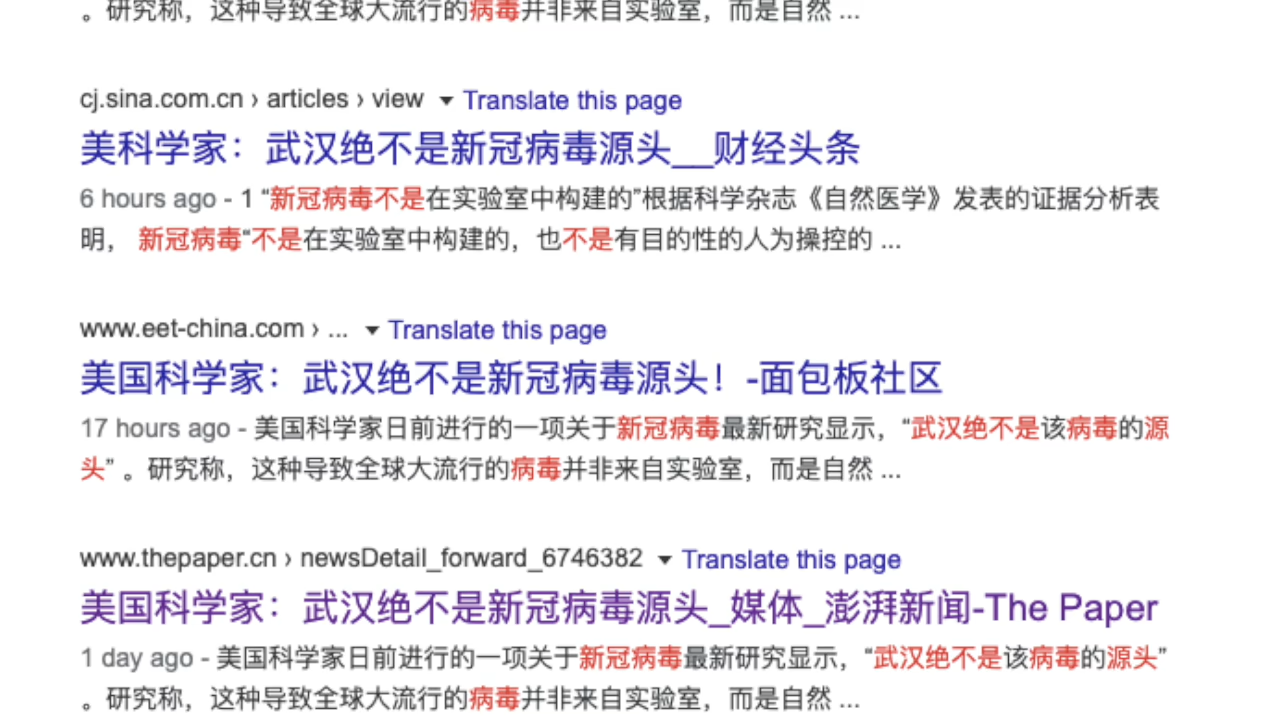 。研究称，这种导致全球大流行的病毒并非来自实验室，而是自然 ...
cj.sina.com.cn › articles › view ▼ Translate this page
美科学家：武汉绝不是新冠病毒源头__财经头条
6 hours ago - 1 “新冠病毒不是在实验室中构建的”根据科学杂志《自然医学》发表的证据分析表
明， 新冠病毒“不是在实验室中构建的，也不是有目的性的人为操控的 ...
www.eet-china.com › ... ▼ Translate this page
美国科学家：武汉绝不是新冠病毒源头！-面包板社区
17 hours ago - 美国科学家日前进行的一项关于新冠病毒最新研究显示，“武汉绝不是该病毒的源
头” 。研究称，这种导致全球大流行的病毒并非来自实验室，而是自然 ...
www.thepaper.cn › newsDetail_forward_6746382 ▼ Translate this page
美国科学家：武汉绝不是新冠病毒源头_媒体_澎湃新闻-The Paper
1 day ago - 美国科学家日前进行的一项关于新冠病毒最新研究显示，“武汉绝不是该病毒的源头”
。研究称，这种导致全球大流行的病毒并非来自实验室，而是自然 ...